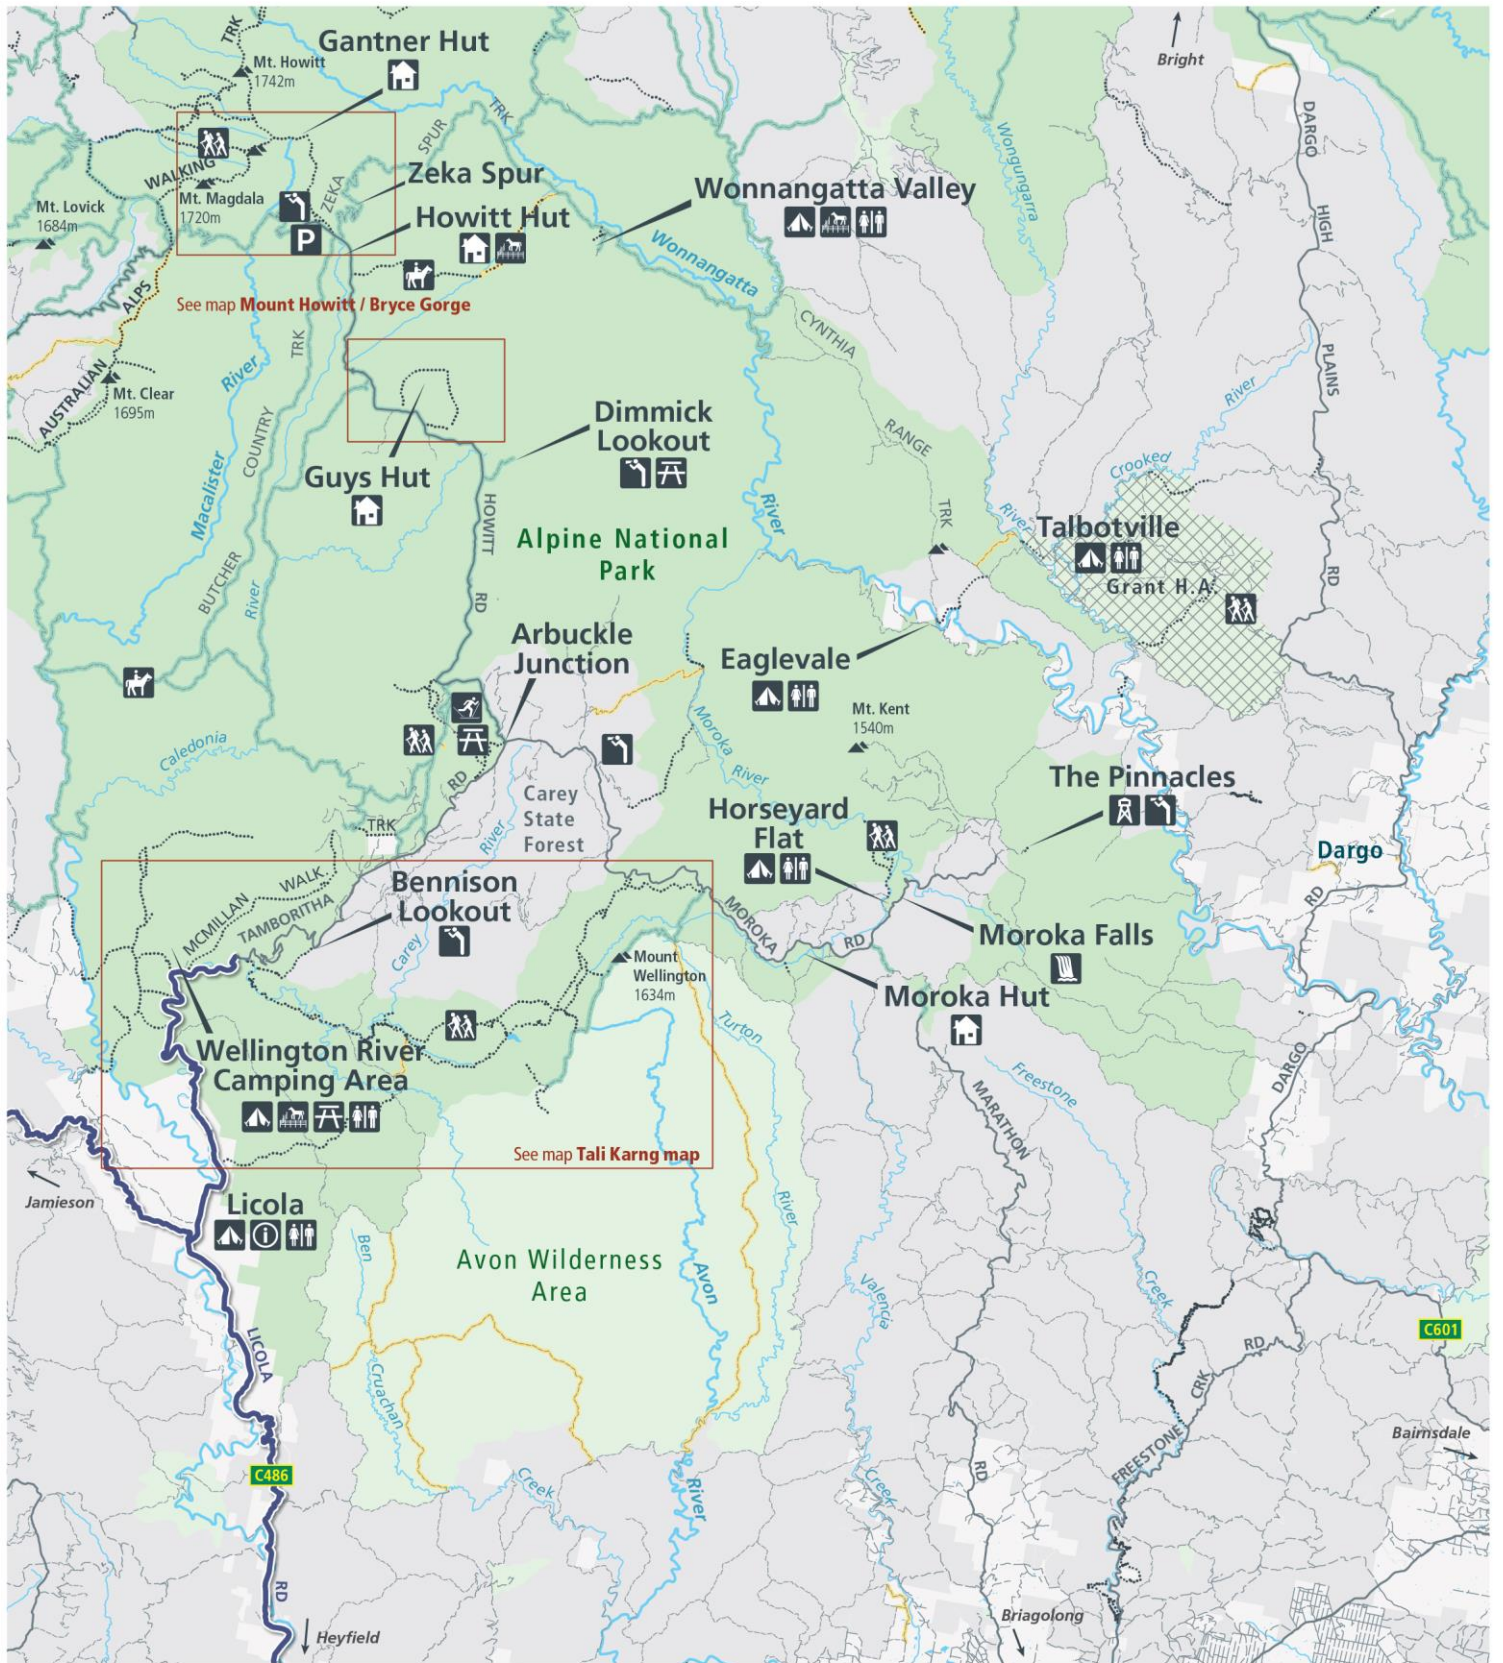 TRK
Gantner Hut
Mt. Howitt
1742m
Bright
TRK
SPUR
DARGO
WALKING
Zeka Spur
ZEKA
Wongungarra
Mt. Magdala
1720m
Wonnangatta Valley
Mt. Lovick
1684m
Howitt Hut
P
HIGH
Wonnangatta
ALPS
See map Mount Howitt / Bryce Gorge
CYNTHIA
TRK
River
PLAINS
River
Mt. Clear
1695m
AUSTRALIAN
Dimmick
Lookout
COUNTRY
RANGE
Crooked
Guys Hut
Macalister
HOWITT
River
TRK
River
Talbotville
Alpine National
Park
BUTCHER
River
RD
RD
Grant H.A.
Arbuckle
Junction
Eaglevale
Mt. Kent
1540m
Moroka
River
Caledonia
RD
The Pinnacles
Carey
State
Forest
River
Horseyard
Flat
TRK
Dargo
Bennison
Lookout
WALK
MCMILLAN
TAMBORITHA
RD
MOROKA
RD
Moroka Falls
Carey
Mount
Wellington
1634m
Moroka Hut
Turton
Wellington River
Camping Area
DARGO
Freestone
MARATHON
See map Tali Karng map
Jamieson
Licola
i
River
Ben
Avon Wilderness
Area
Avon
Valencia
Creek
LICOLA
C601
RD
Cruachan
CRK
Bairnsdale
FREESTONE
C486
RD
Creek
Creek
River
RD
Briagolong
Heyfield